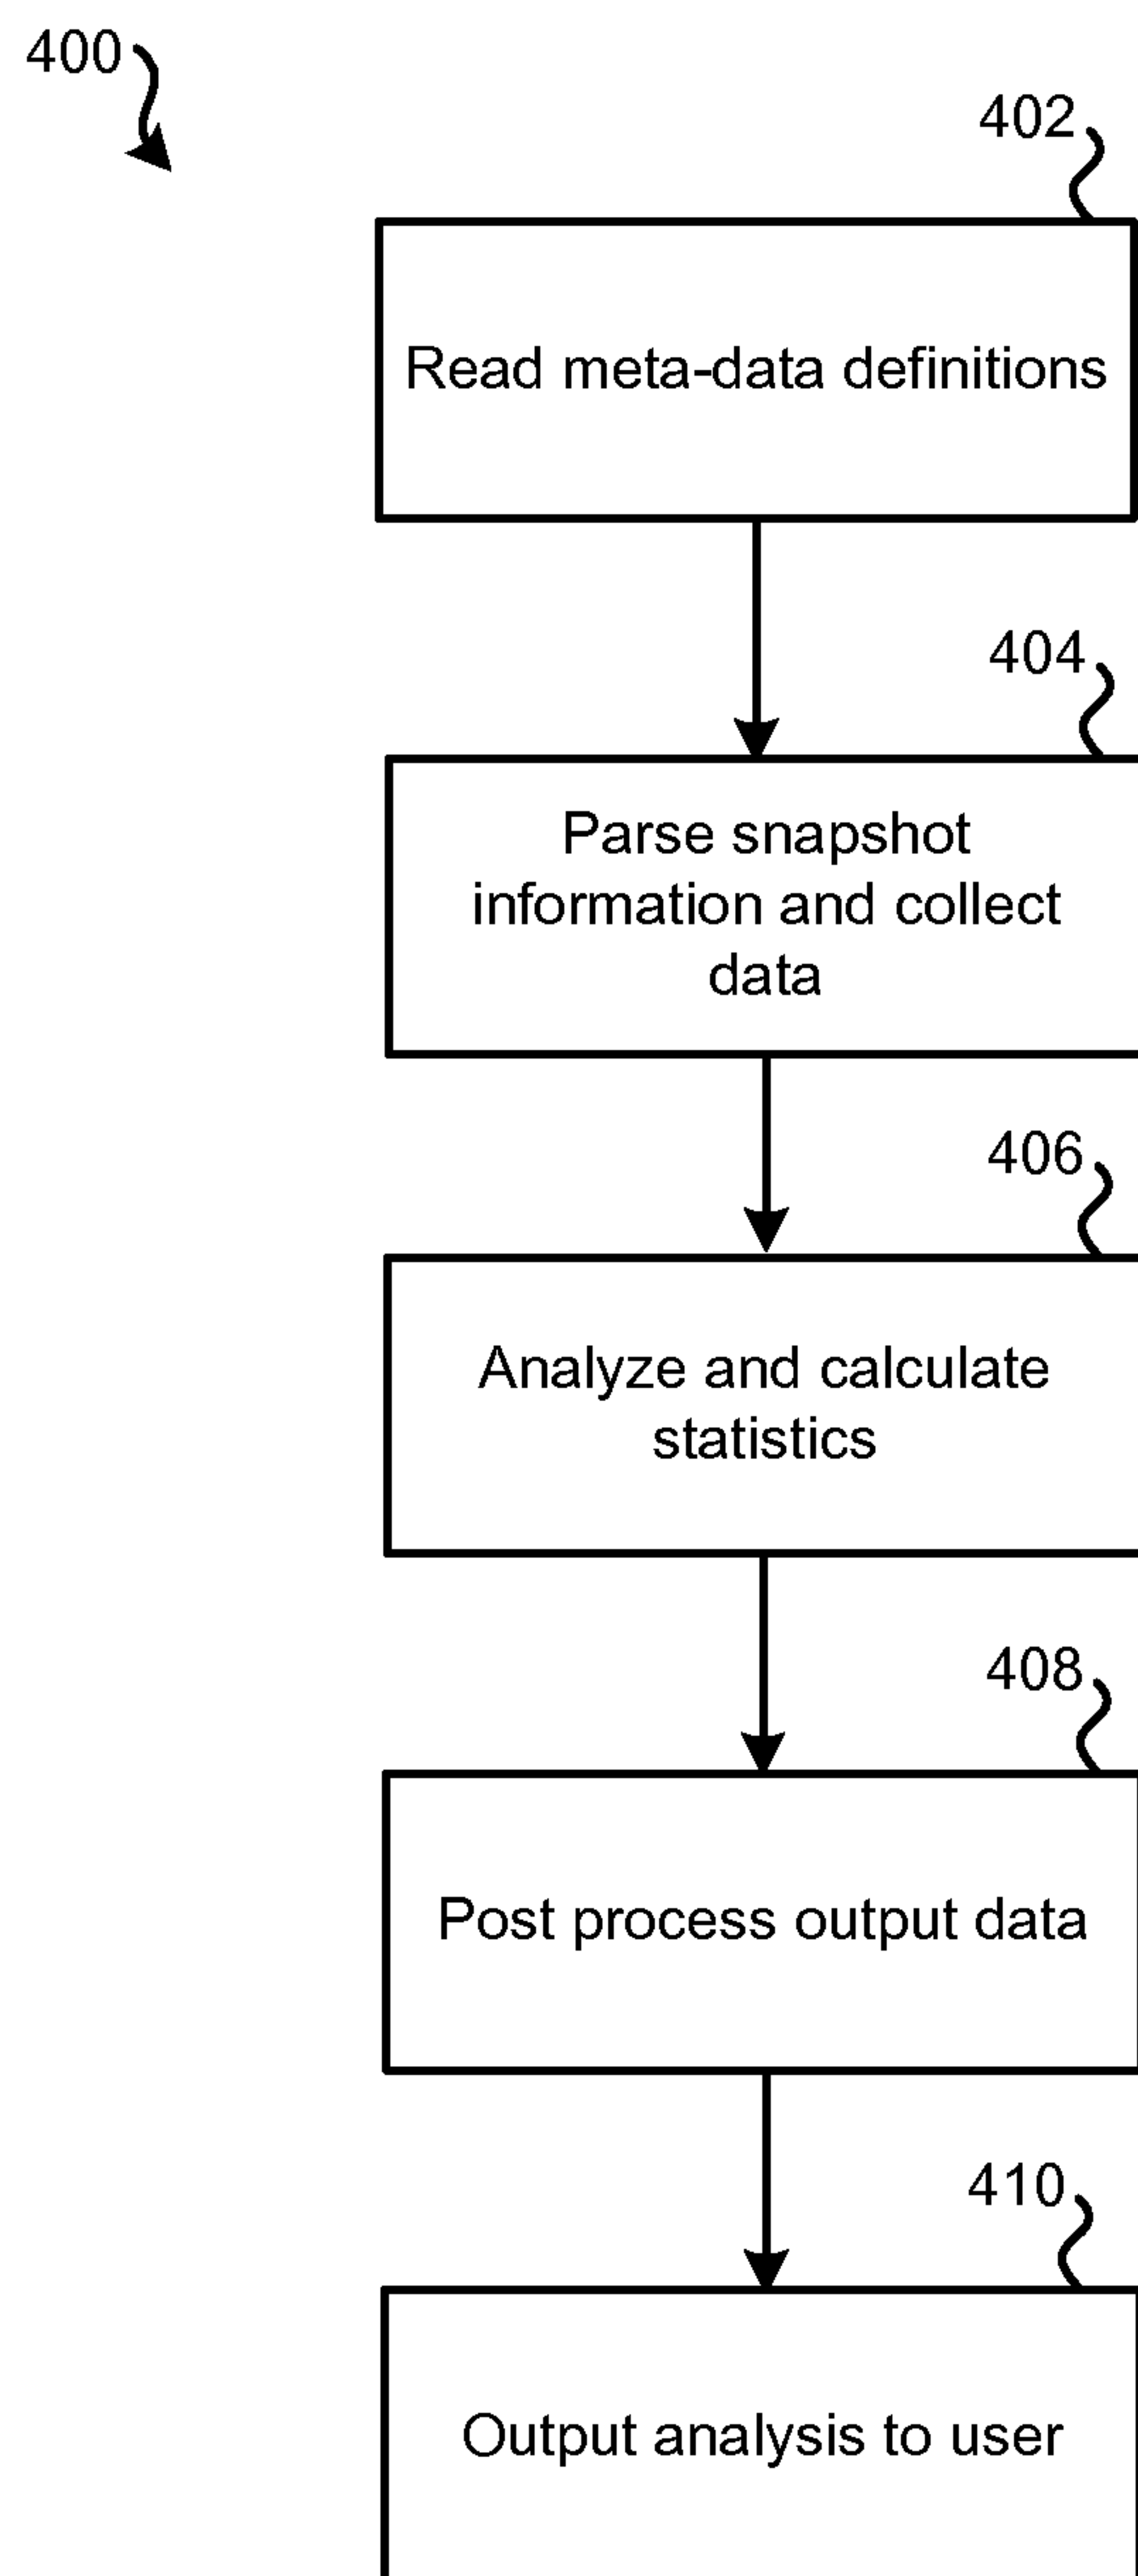 400
402
Read meta-data definitions
404
Parse snapshot
information and collect
data
406
Analyze and calculate
statistics
408
Post process output data
410
Output analysis to user